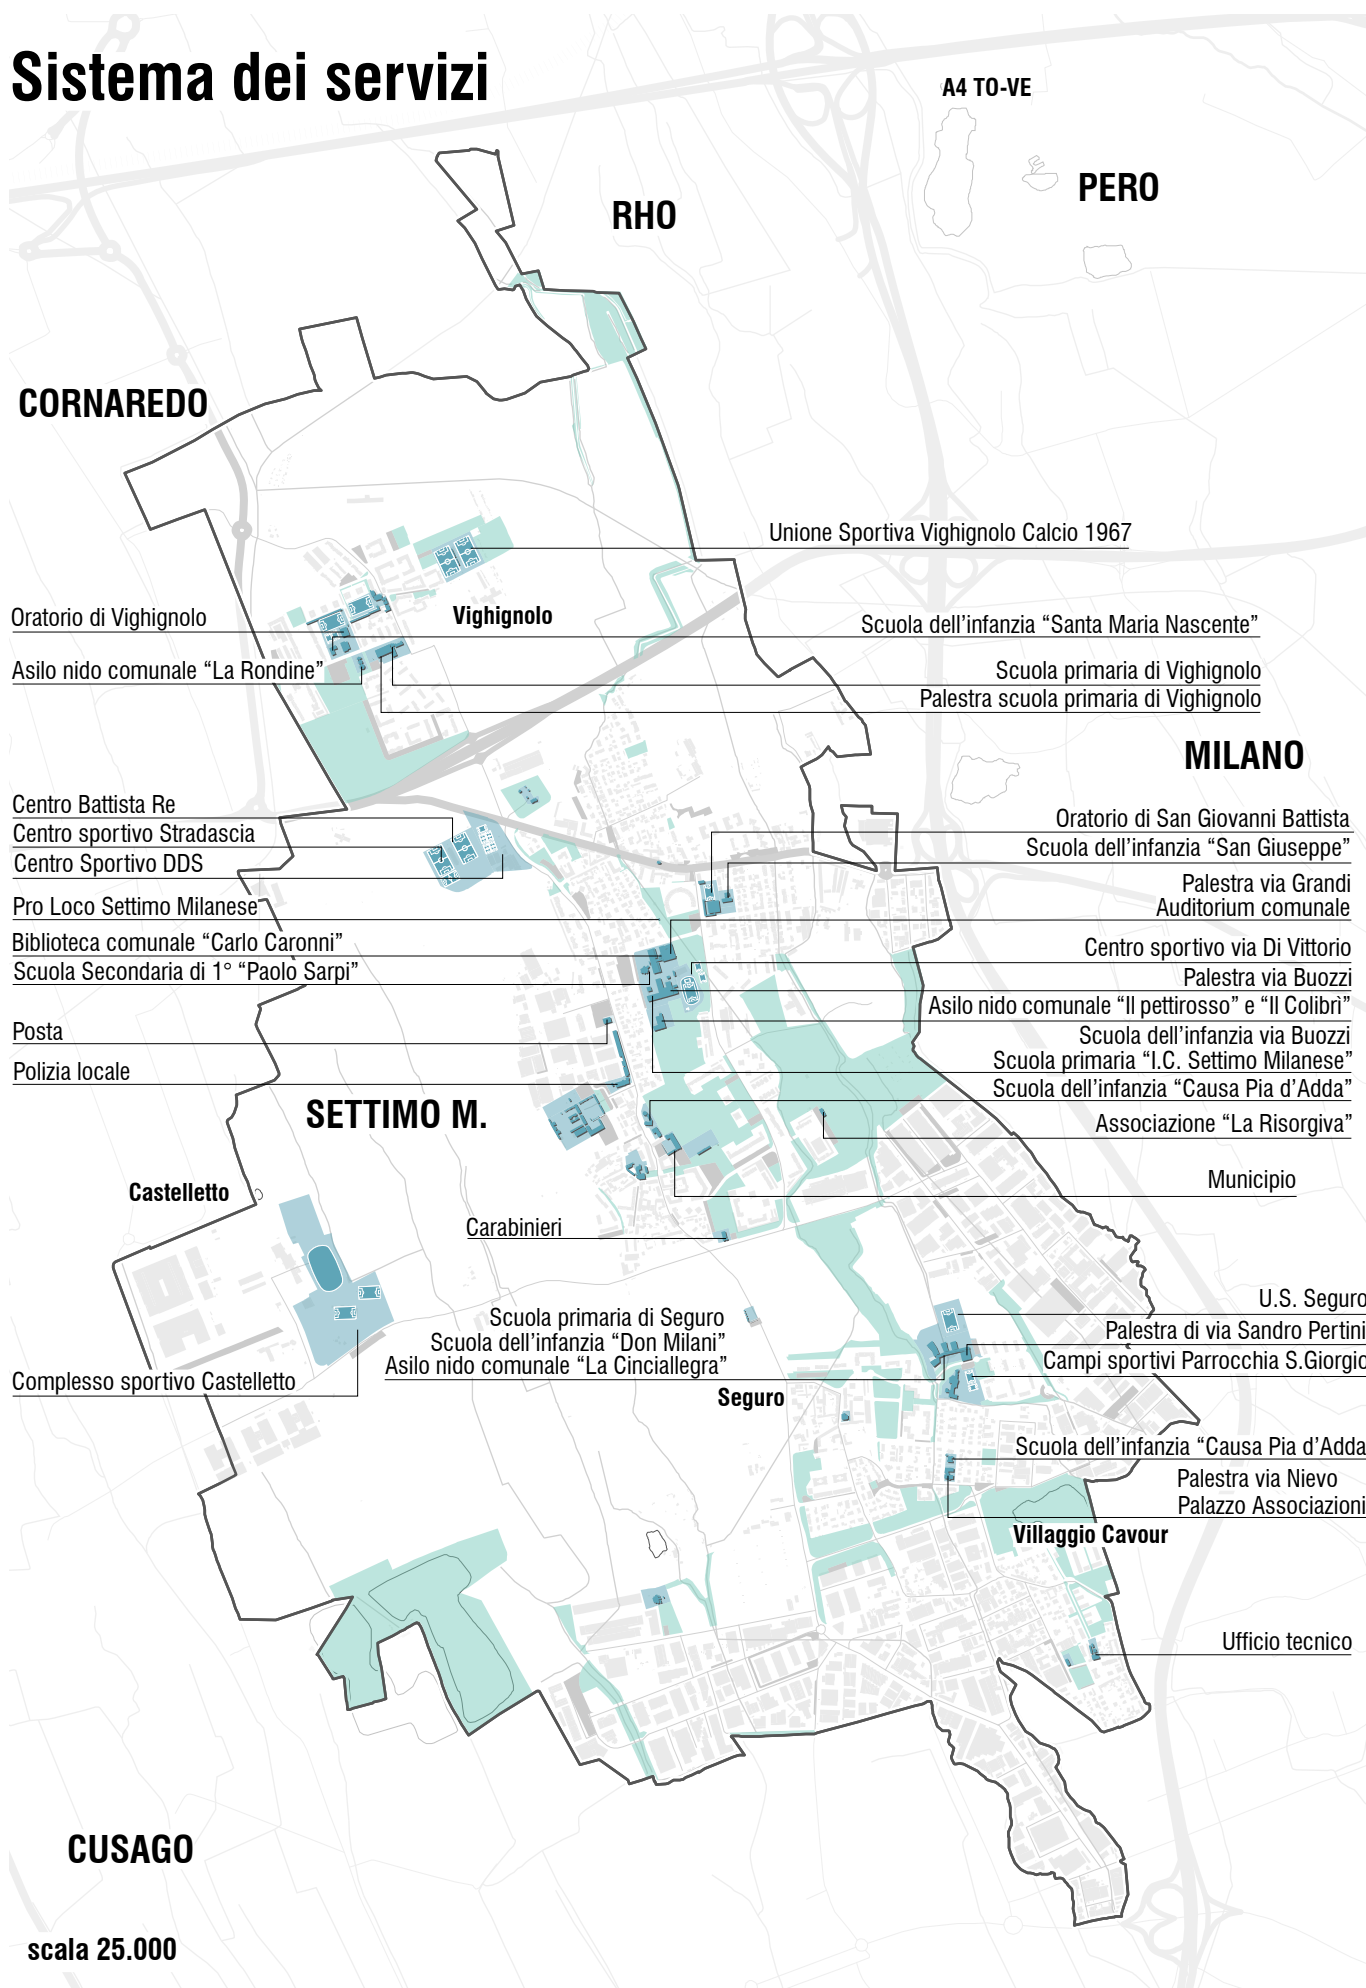 Sistema dei servizi
A4 TO-VE
PERO
RHO
CORNAREDO
Unione Sportiva Vighignolo Calcio 1967
Oratorio di Vighignolo
Vighignolo
Scuola dell’infanzia “Santa Maria Nascente”
Asilo nido comunale “La Rondine”
Scuola primaria di Vighignolo
Palestra scuola primaria di Vighignolo
MILANO
Centro Battista Re
Centro sportivo Stradascia
Centro Sportivo DDS
Oratorio di San Giovanni Battista
Scuola dell’infanzia “San Giuseppe”
Palestra via Grandi
Auditorium comunale
Pro Loco Settimo Milanese
Biblioteca comunale “Carlo Caronni”
Scuola Secondaria di 1° “Paolo Sarpi”
Centro sportivo via Di Vittorio
Palestra via Buozzi
Asilo nido comunale “Il pettirosso” e “Il Colibrì”
Posta
Scuola dell’infanzia via Buozzi
Scuola primaria “I.C. Settimo Milanese”
Polizia locale
Scuola dell’infanzia “Causa Pia d’Adda”
SETTIMO M.
Associazione “La Risorgiva”
Municipio
Castelletto
Carabinieri
U.S. Seguro
Scuola primaria di Seguro
Scuola dell’infanzia “Don Milani”
Asilo nido comunale “La Cinciallegra”
Palestra di via Sandro Pertini
Campi sportivi Parrocchia S.Giorgio
Complesso sportivo Castelletto
Seguro
Scuola dell’infanzia “Causa Pia d’Adda
Palestra via Nievo
Palazzo Associazioni
Villaggio Cavour
Ufficio tecnico
CUSAGO
scala 25.000